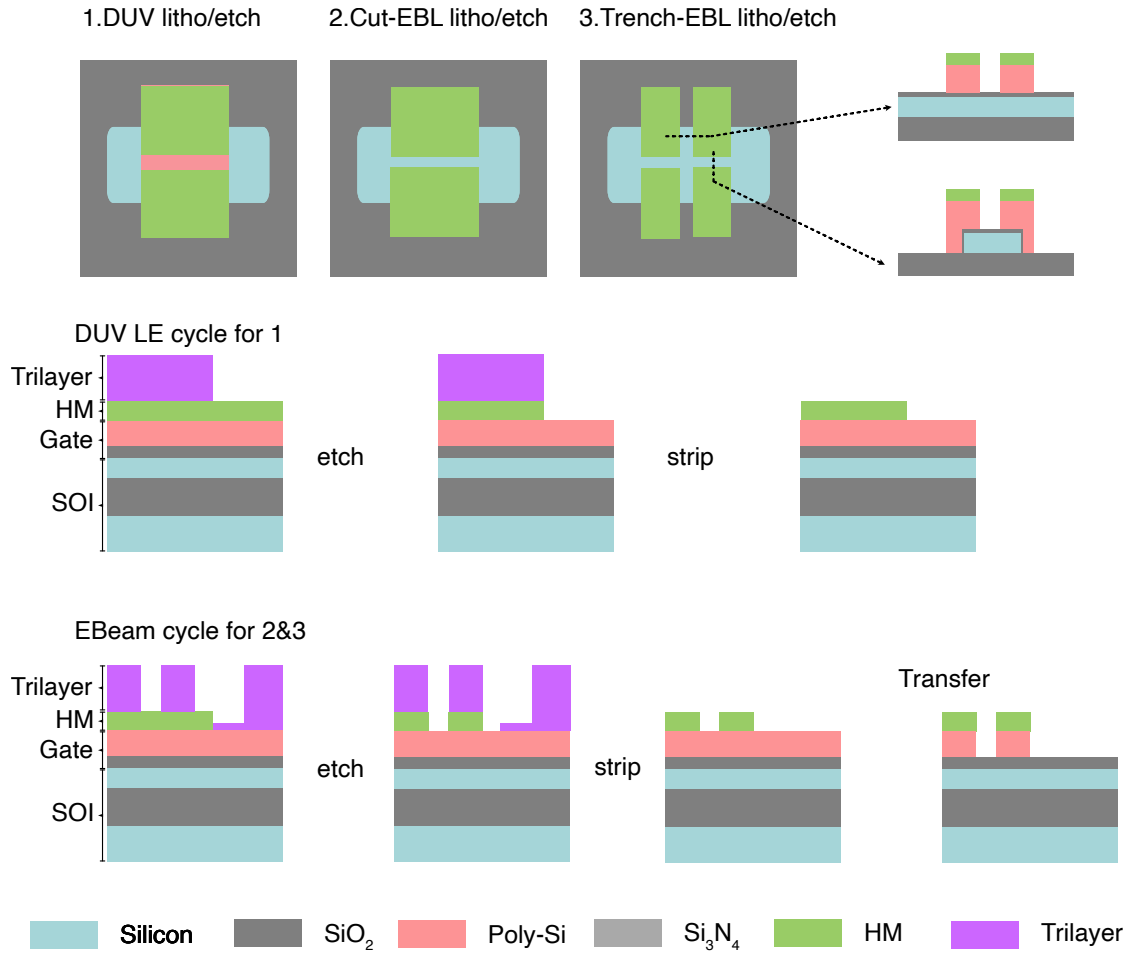 1.DUV litho/etch 2.Cut-EBL litho/etch 3.Trench-EBL litho/etch
DUV LE cycle for 1
Trilayer
HM
Gate
SOI
etch
strip
EBeam cycle for 2&3
Trilayer
HM
Gate
SOI
etch
strip
Transfer
Silicon SiO₂ Poly-Si Si₃N₄ HM Trilayer